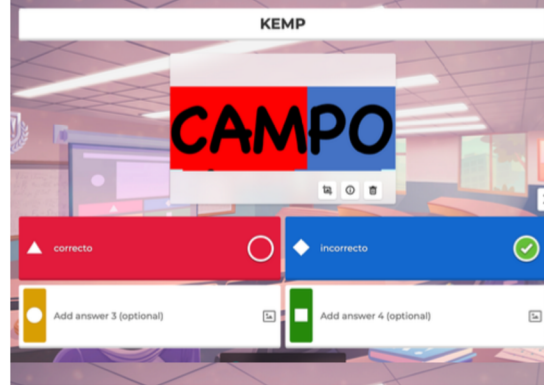 KEMP
CAMPO
correcto
incorrecto
Add answer 3 (optional)
Add answer 4 (optional)